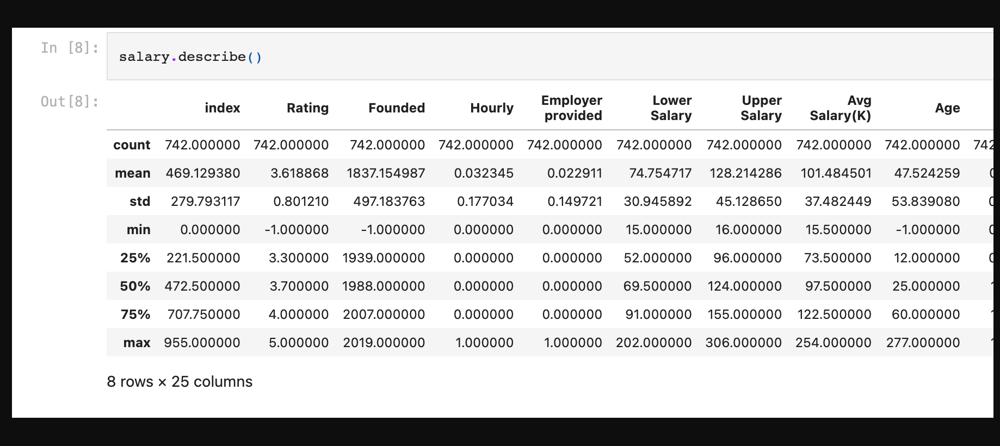 In [8]:
salary.describe()
Out[8]:
index Rating Founded Hourly Employer provided Lower Salary Upper Salary Avg Salary(K) Age
count 742.000000 742.000000 742.000000 742.000000 742.000000 742.000000 742.000000 742.000000 742.000000 742
mean 469.129380 3.618868 1837.154987 0.032345 0.022911 74.754717 128.214286 101.484501 47.524259
std 279.793117 0.801210 497.183763 0.177034 0.149721 30.945892 45.128650 37.482449 53.839080
min 0.000000 -1.000000 -1.000000 0.000000 0.000000 15.000000 16.000000 15.500000 -1.000000
25% 221.500000 3.300000 1939.000000 0.000000 0.000000 52.000000 96.000000 73.500000 12.000000
50% 472.500000 3.700000 1988.000000 0.000000 0.000000 69.500000 124.000000 97.500000 25.000000
75% 707.750000 4.000000 2007.000000 0.000000 0.000000 91.000000 155.000000 122.500000 60.000000
max 955.000000 5.000000 2019.000000 1.000000 1.000000 202.000000 306.000000 254.000000 277.000000
8 rows × 25 columns